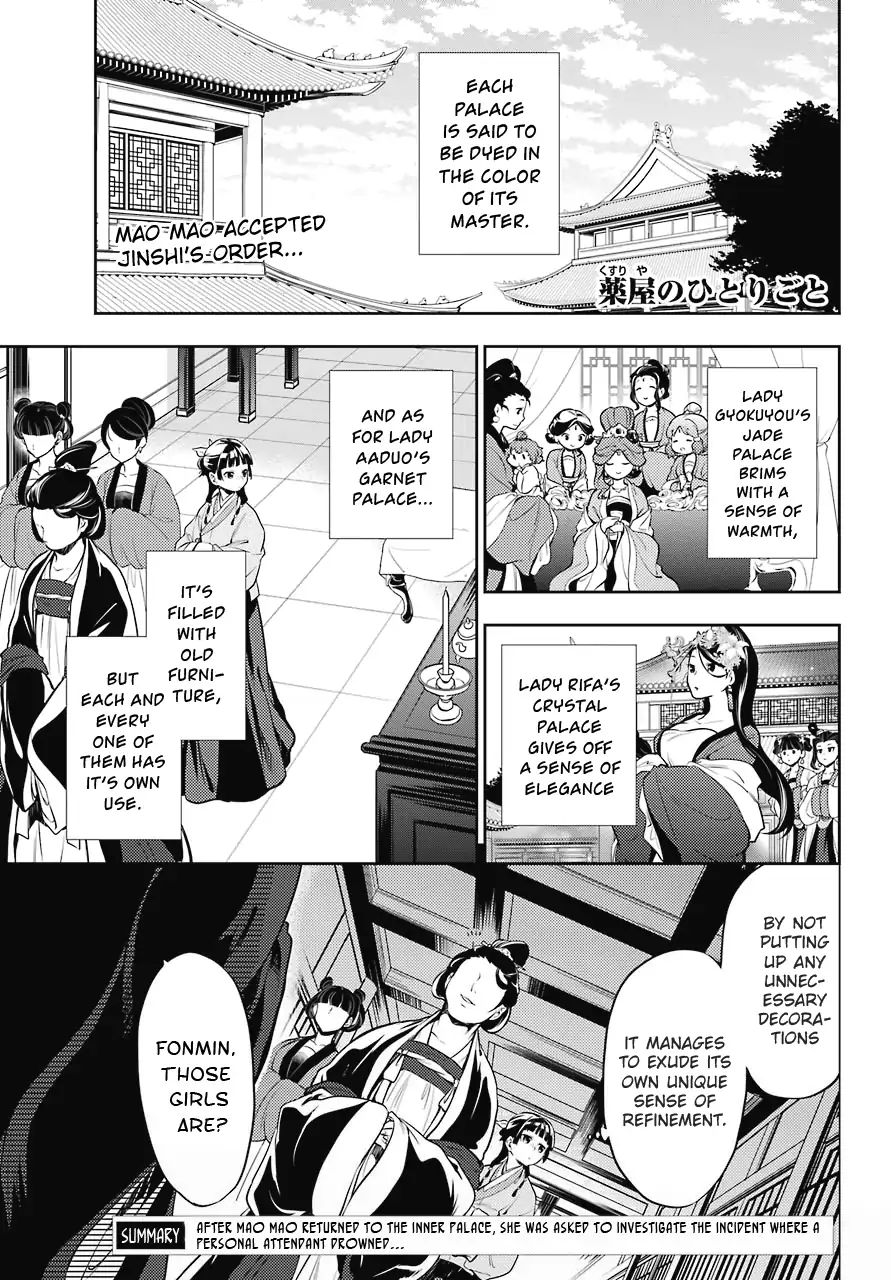 EACH
PALACE
IS SAID TO
BE DYED IN
THE COLOR
OF ITS
MASTER.
MAO MAO ACCEPTED
JINSHI'S ORDER...
くすり や
薬屋のひとりごと
LADY
GYOKUYOU'S
JADE
PALACE
BRIMS
WITH A
SENSE OF
WARMTH,
LADY RIFA'S
CRYSTAL
PALACE
GIVES OFF
A SENSE OF
ELEGANCE
AND AS
FOR LADY
AADUO'S
GARNET
PALACE...
IT'S
FILLED
WITH
OLD
FURNI-
TURE,
BUT
EACH AND
EVERY
ONE OF
THEM HAS
IT'S OWN
USE.
BY NOT
PUTTING
UP ANY
UNNEC-
ESSARY
DECORA-
TIONS
IT MANAGES
TO EXUDE ITS
OWN UNIQUE
SENSE OF
REFINEMENT.
FONMIN,
THOSE
GIRLS
ARE?
SUMMARY
AFTER MAO MAO RETURNED TO THE INNER PALACE, SHE WAS ASKED TO INVESTIGATE THE INCIDENT WHERE A
PERSONAL ATTENDANT DROWNED...